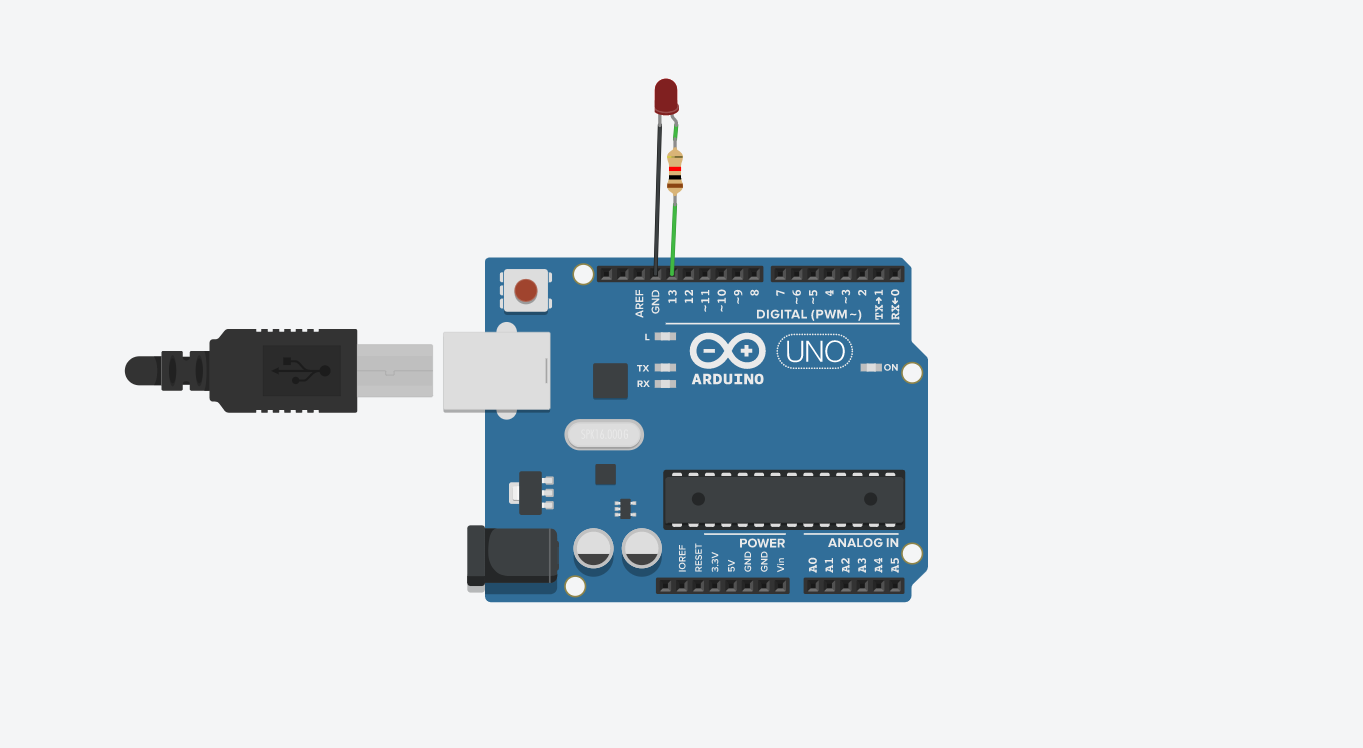 AREF
GND
13
12
~11
~10
~9
8
7
~6
~5
4
~3
2
TX→1
RX←0
DIGITAL (PWM~)
L
TX
RX
ARDUINO
UNO
ON
POWER
ANALOG IN
IOREF
RESET
3.3V
5V
GND
GND
Vin
A0
A1
A2
A3
A4
A5